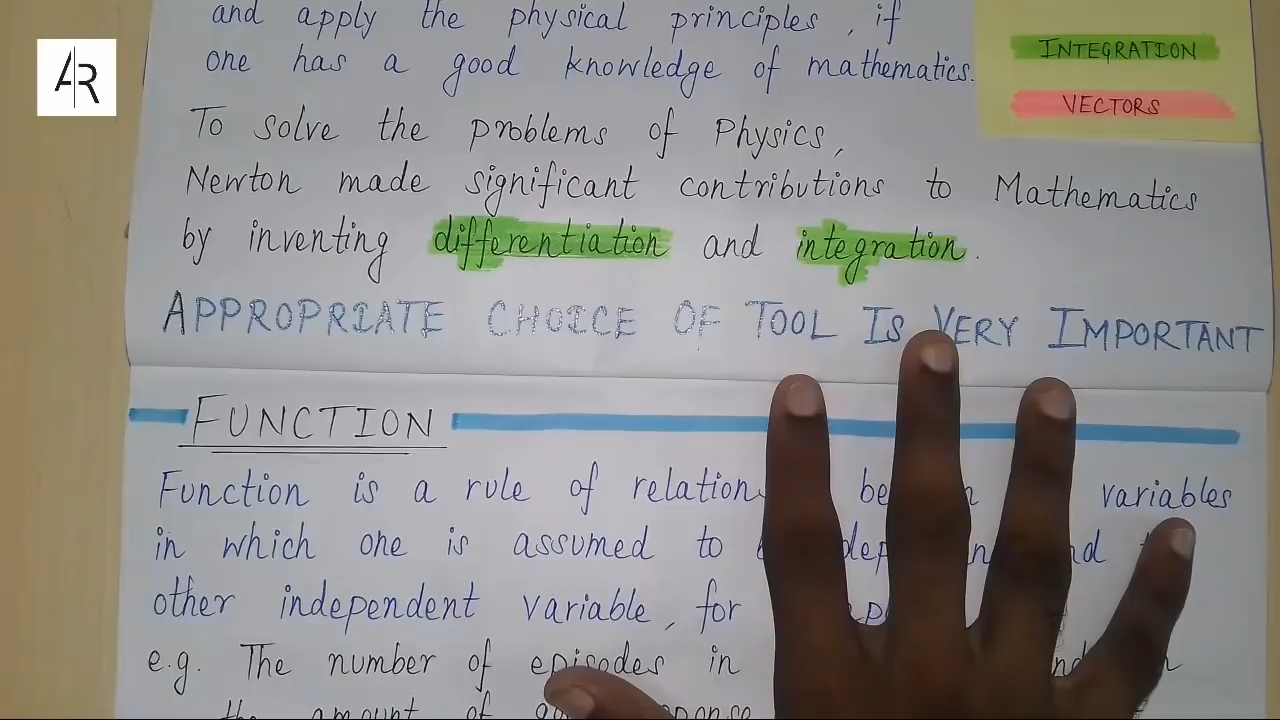 AR
and apply the physical principles, if
one has a good knowledge of mathematics.
INTEGRATION
VECTORS
To solve the problems of Physics,
Newton made significant contributions to Mathematics
by inventing differentiation and integration.
APPROPRIATE CHOICE OF TOOL IS VERY IMPORTANT
FUNCTION
Function is a rule of relation variables
in which one is assumed to
other independent variable, for
e.g. The number of episodes in
the amount of